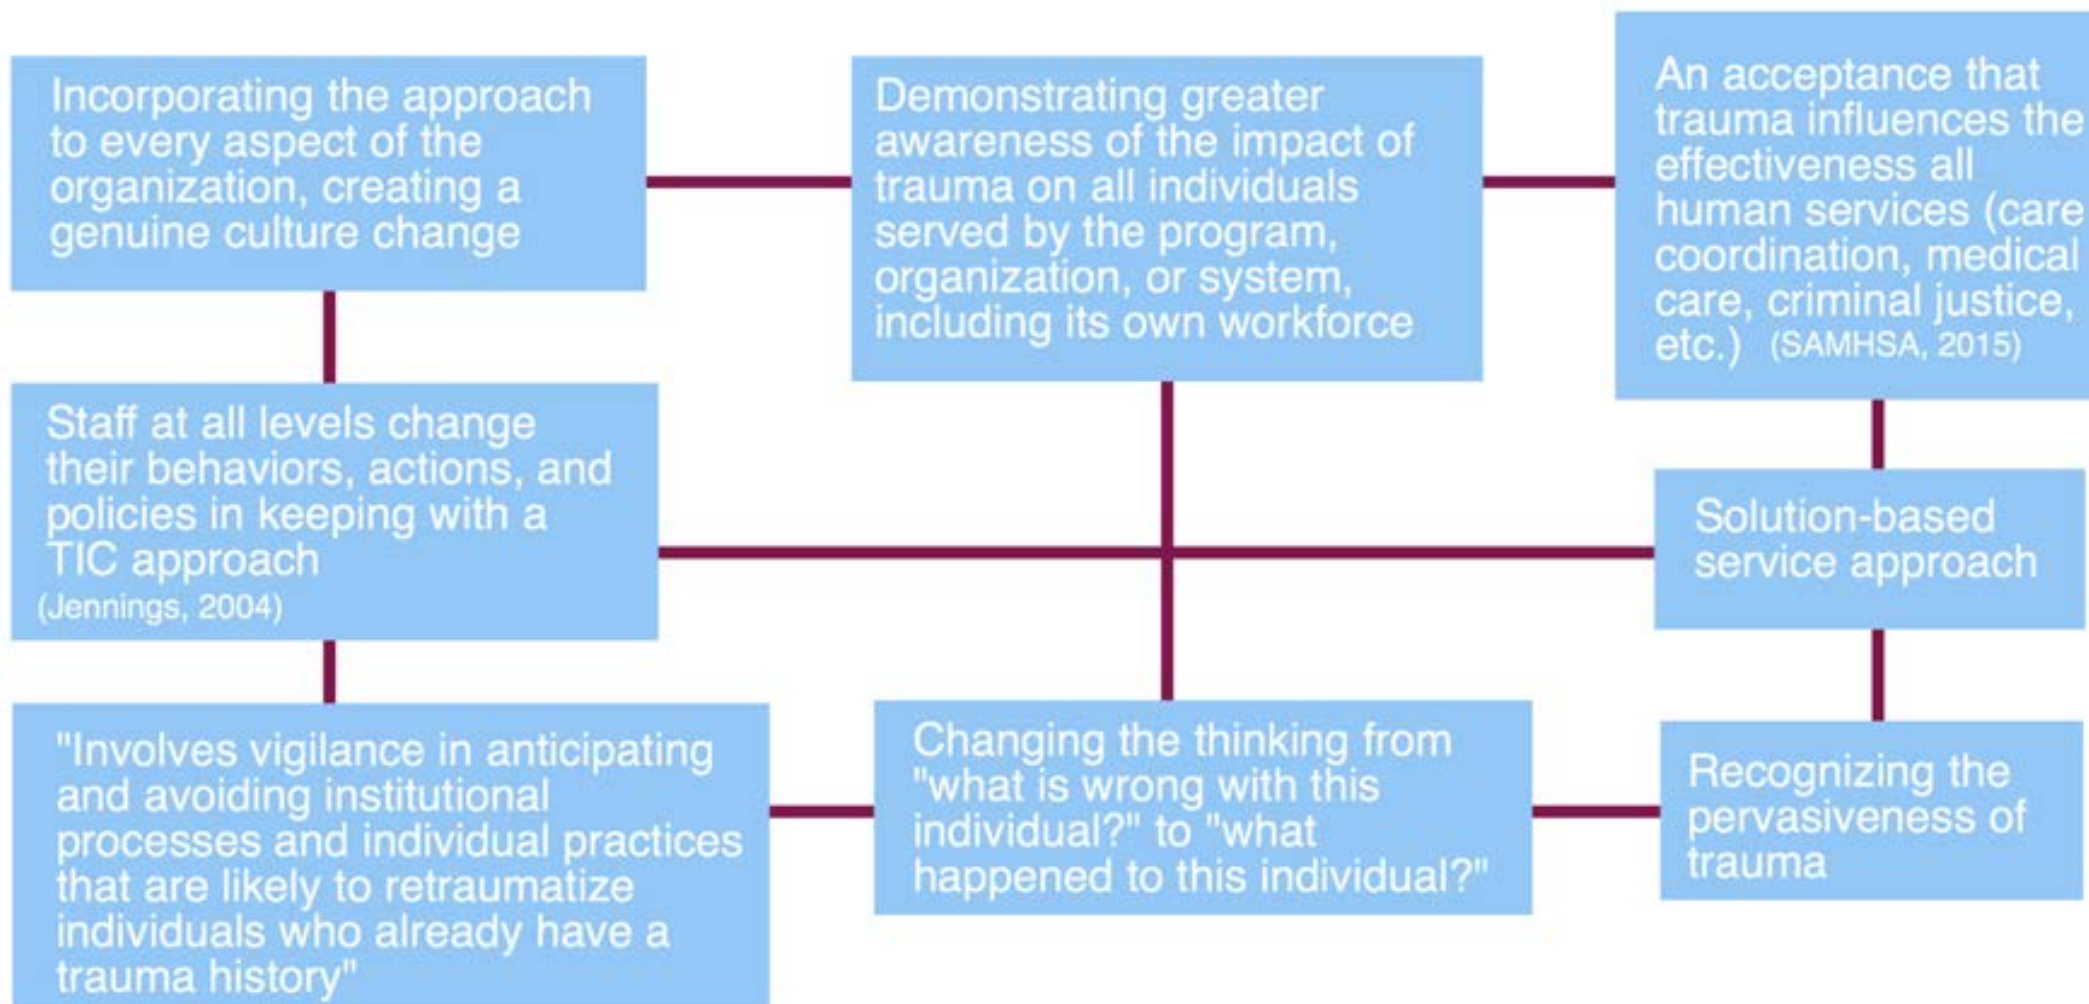 Incorporating the approach
to every aspect of the
organization, creating a
genuine culture change
Demonstrating greater
awareness of the impact of
trauma on all individuals
served by the program,
organization, or system,
including its own workforce
An acceptance that
trauma influences the
effectiveness all
human services (care
coordination, medical
care, criminal justice,
etc.) (SAMHSA, 2015)
Staff at all levels change
their behaviors, actions, and
policies in keeping with a
TIC approach
(Jennings, 2004)
Solution-based
service approach
"Involves vigilance in anticipating
and avoiding institutional
processes and individual practices
that are likely to retraumatize
individuals who already have a
trauma history"
Changing the thinking from
"what is wrong with this
individual?" to "what
happened to this individual?"
Recognizing the
pervasiveness of
trauma